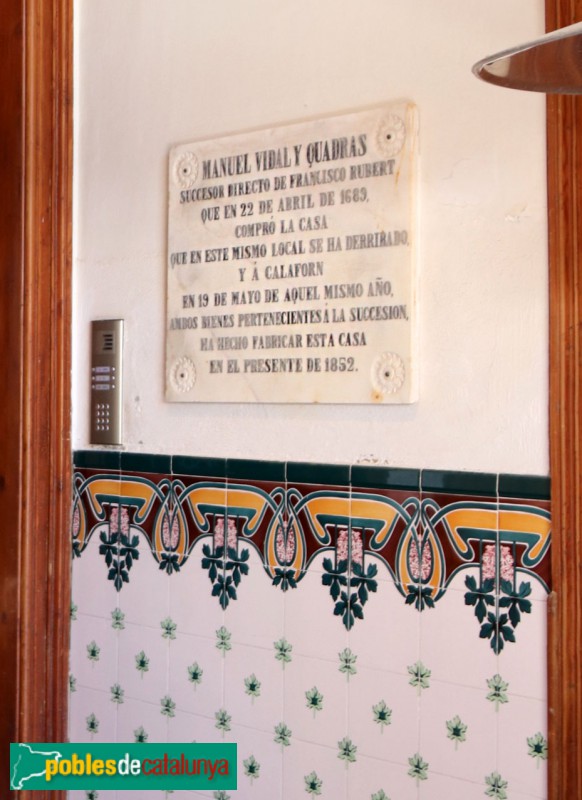 MANUEL VIDAL Y QUADRAS
SUCCESOR DIRECTO DE FRANCISCO RUBERT
QUE EN 22 DE ABRIL DE 1689,
COMPRÓ LA CASA
QUE EN ESTE MISMO LOCAL SE HA DERRIBADO,
Y Á CALAFORN
EN 19 DE MAYO DE AQUEL MISMO AÑO,
AMBOS BIENES PERTENECIENTES Á LA SUCCESION,
HA HECHO FABRICAR ESTA CASA
EN EL PRESENTE DE 1852.
poblesdecatalunya